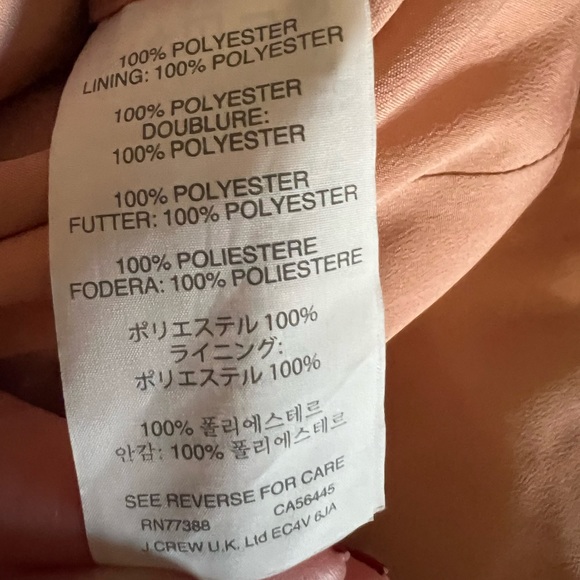 100% POLYESTER
LINING: 100% POLYESTER
100% POLYESTER
DOUBLURE:
100% POLYESTER
100% POLYESTER
FUTTER: 100% POLYESTER
100% POLIESTERE
FODERA: 100% POLIESTERE
ポリエステル 100%
ライニング:
ポリエステル 100%
100% 폴리에스테르
안감: 100% 폴리에스테르
SEE REVERSE FOR CARE
RN77388 CA56445
J CREW U.K. Ltd EC4V 6JA